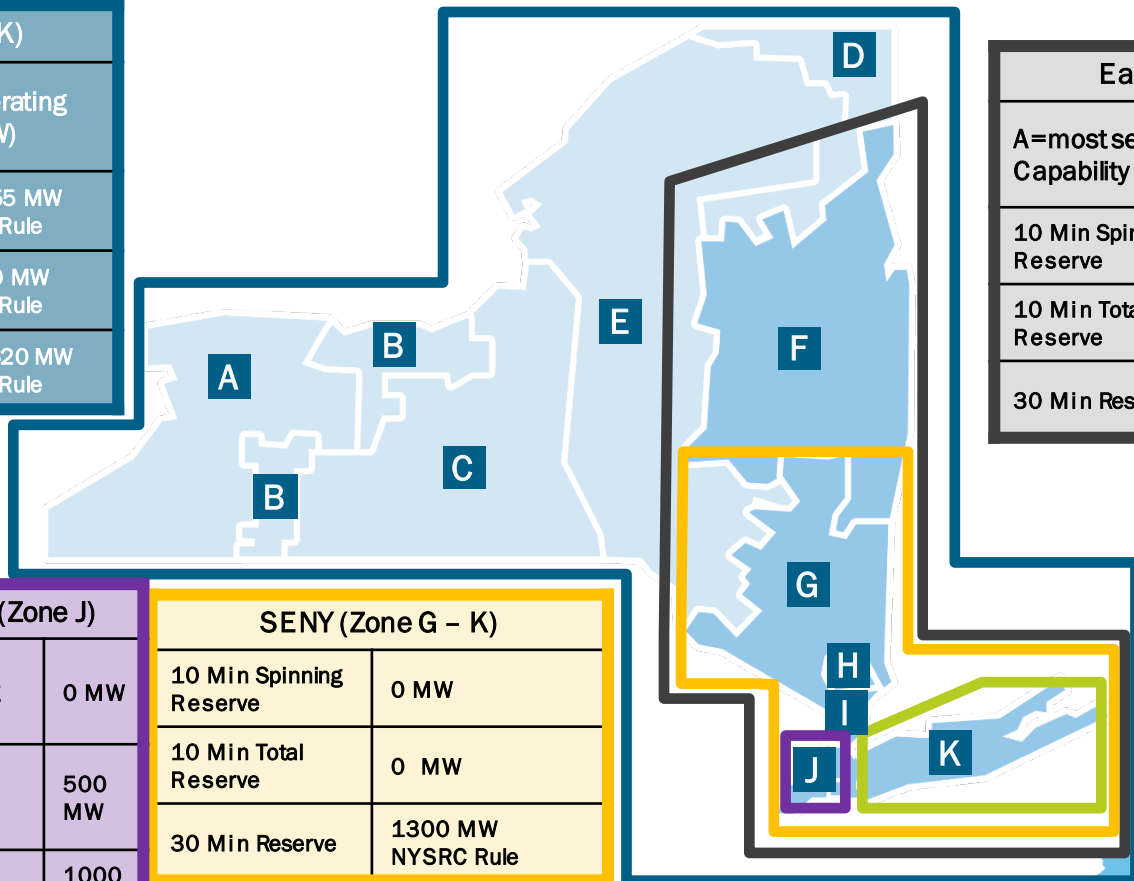 K)
erating
W)
55 MW
Rule
0 MW
Rule
20 MW
Rule
D
Ea
A=most se
Capability
10 Min Spin
Reserve
10 Min Tota
Reserve
30 Min Res
E
B
A
F
C
B
G
H
I
K
J
(Zone J)
0 MW
500
MW
1000
SENY (Zone G – K)
10 Min Spinning
Reserve
0 MW
10 Min Total
Reserve
0 MW
30 Min Reserve
1300 MW
NYSRC Rule